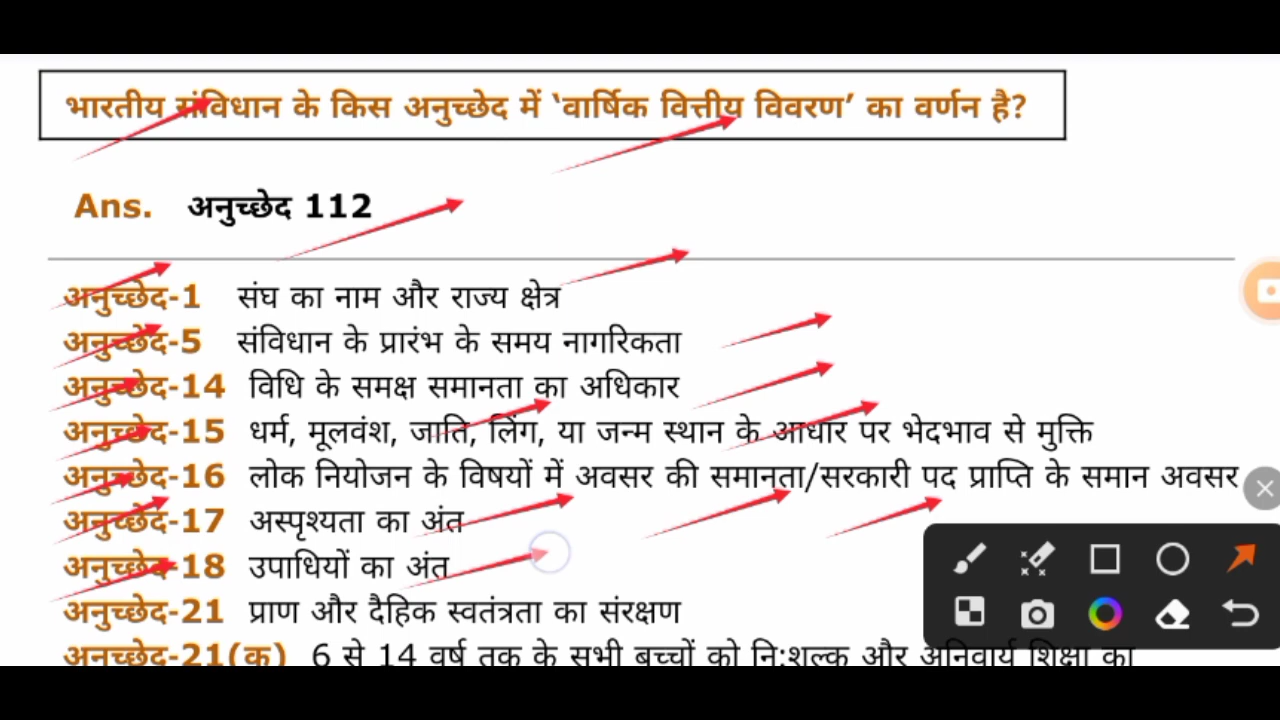 भारतीय संविधान के किस अनुच्छेद में 'वार्षिक वित्तीय विवरण' का वर्णन है?
Ans. अनुच्छेद 112
अनुच्छेद-1 संघ का नाम और राज्य क्षेत्र
अनुच्छेद-5 संविधान के प्रारंभ के समय नागरिकता
अनुच्छेद-14 विधि के समक्ष समानता का अधिकार
अनुच्छेद-15 धर्म, मूलवंश, जाति, लिंग, या जन्म स्थान के आधार पर भेदभाव से मुक्ति
अनुच्छेद-16 लोक नियोजन के विषयों में अवसर की समानता/सरकारी पद प्राप्ति के समान अवसर
अनुच्छेद-17 अस्पृश्यता का अंत
अनुच्छेद-18 उपाधियों का अंत
अनुच्छेद-21 प्राण और दैहिक स्वतंत्रता का संरक्षण
अनुच्छेद-21(क) 6 से 14 वर्ष तक के सभी बच्चों को नि:शुल्क और अनिवार्य शिक्षा का